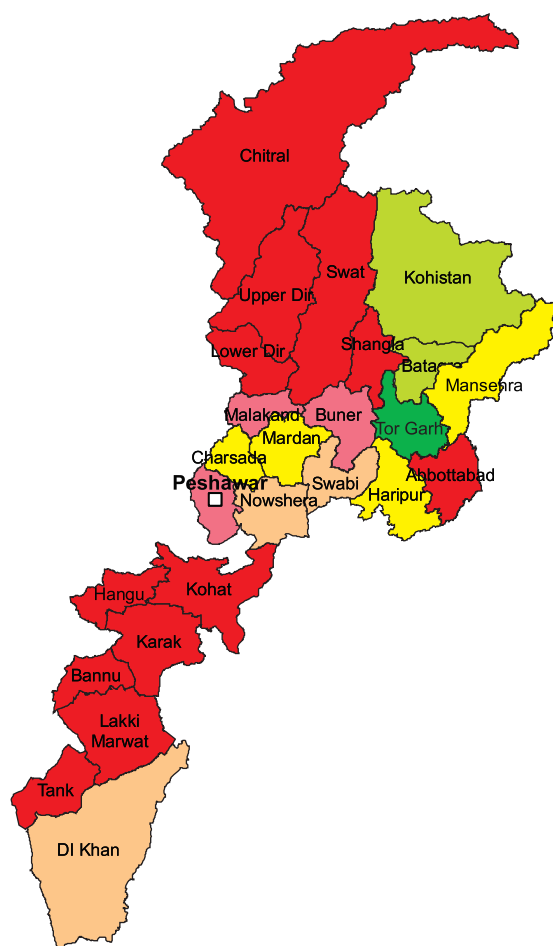 Chitral
Swat
Kohistan
Upper Dir
Lower Dir
Shangla
Mansehra
Malakand
Buner
Tor Garh
Mardan
Charsada
Abbottabad
Peshawar
Swabi
Nowshera
Haripur
Hangu
Kohat
Karak
Bannu
Lakki
Marwat
Tank
DI Khan